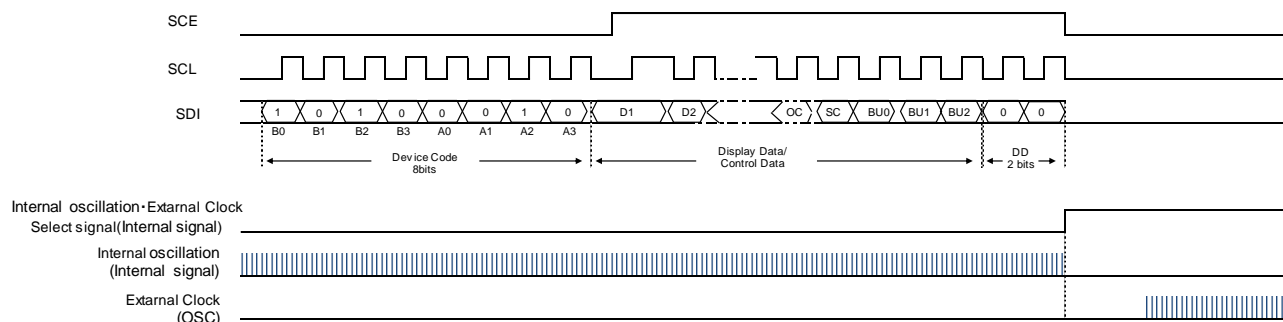 SCE
SCL
SDI
1 0 1 0 0 0 1 0 D1 D2 OC SC BU0 BU1 BU2 0 0
B0 B1 B2 B3 A0 A1 A2 A3
Device Code
8bits
Display Data/
Control Data
DD
2 bits
Internal oscillation・Extarnal Clock
Select signal(Internal signal)
Internal oscillation
(Internal signal)
Extarnal Clock
(OSC)